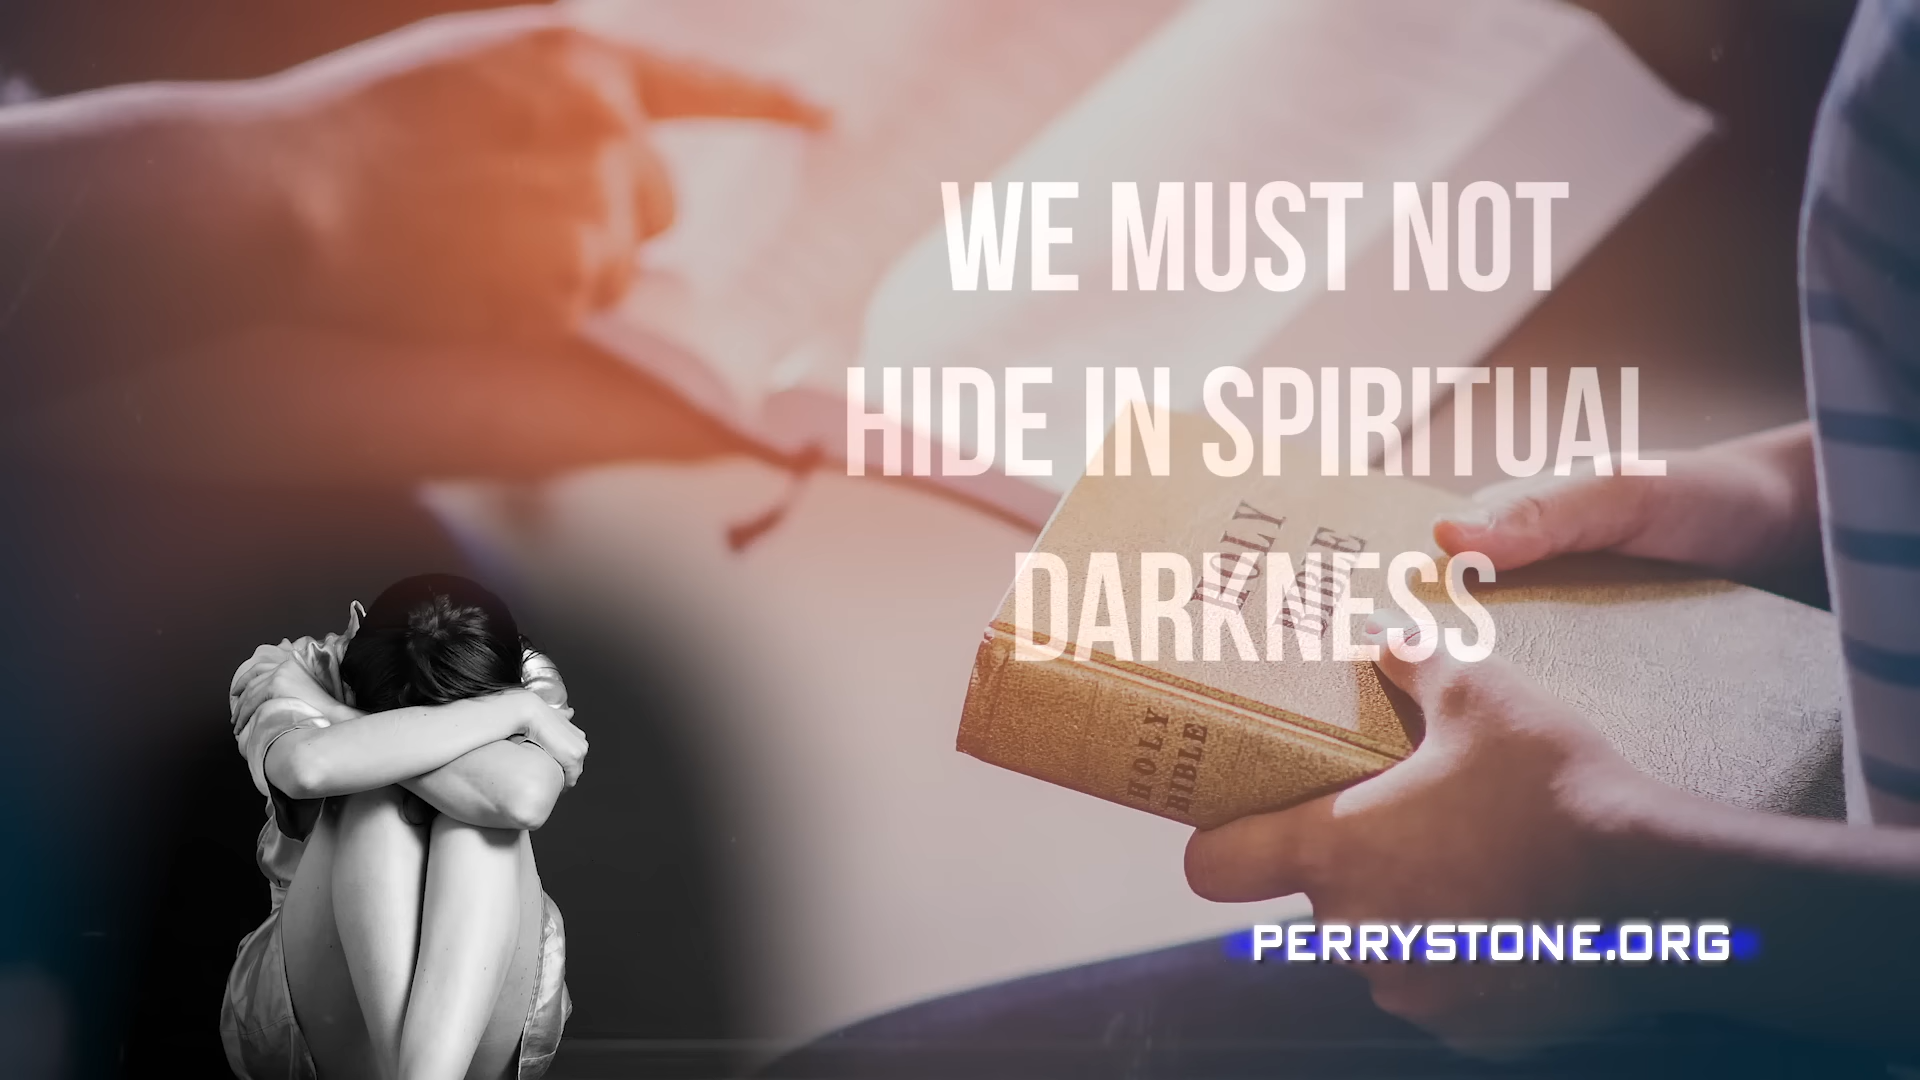 WE MUST NOT
HIDE IN SPIRITUAL
DARKNESS
HOLY
BIBLE
HOLY
BIBLE
PERRYSTONE.ORG